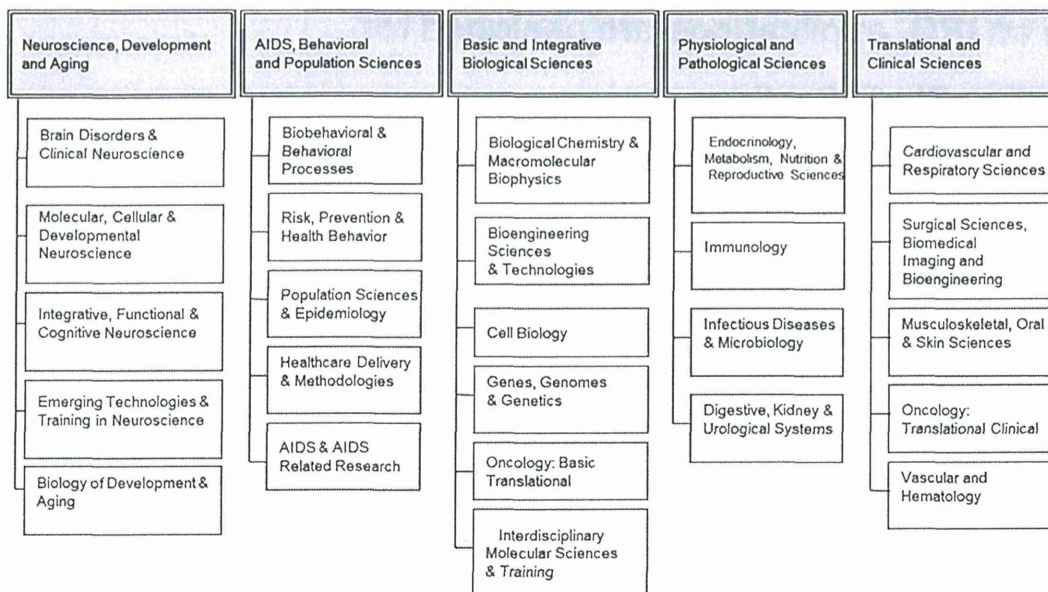 Neuroscience, Development
and Aging
Brain Disorders &
Clinical Neuroscience
Molecular, Cellular &
Developmental
Neuroscience
Integrative, Functional &
Cognitive Neuroscience
Emerging Technologies &
Training in Neuroscience
Biology of Development &
Aging
AIDS, Behavioral
and Population Sciences
Biobehavioral &
Behavioral
Processes
Risk, Prevention &
Health Behavior
Population Sciences
& Epidemiology
Healthcare Delivery
& Methodologies
AIDS & AIDS
Related Research
Basic and Integrative
Biological Sciences
Biological Chemistry &
Macromolecular
Biophysics
Bioengineering
Sciences
& Technologies
Cell Biology
Genes, Genomes
& Genetics
Oncology: Basic
Translational
Interdisciplinary
Molecular Sciences
& Training
Physiological and
Pathological Sciences
Endocrinology,
Metabolism, Nutrition &
Reproductive Sciences
Immunology
Infectious Diseases
& Microbiology
Digestive, Kidney &
Urological Systems
Translational and
Clinical Sciences
Cardiovascular and
Respiratory Sciences
Surgical Sciences,
Biomedical
Imaging and
Bioengineering
Musculoskeletal, Oral
& Skin Sciences
Oncology:
Translational Clinical
Vascular and
Hematology